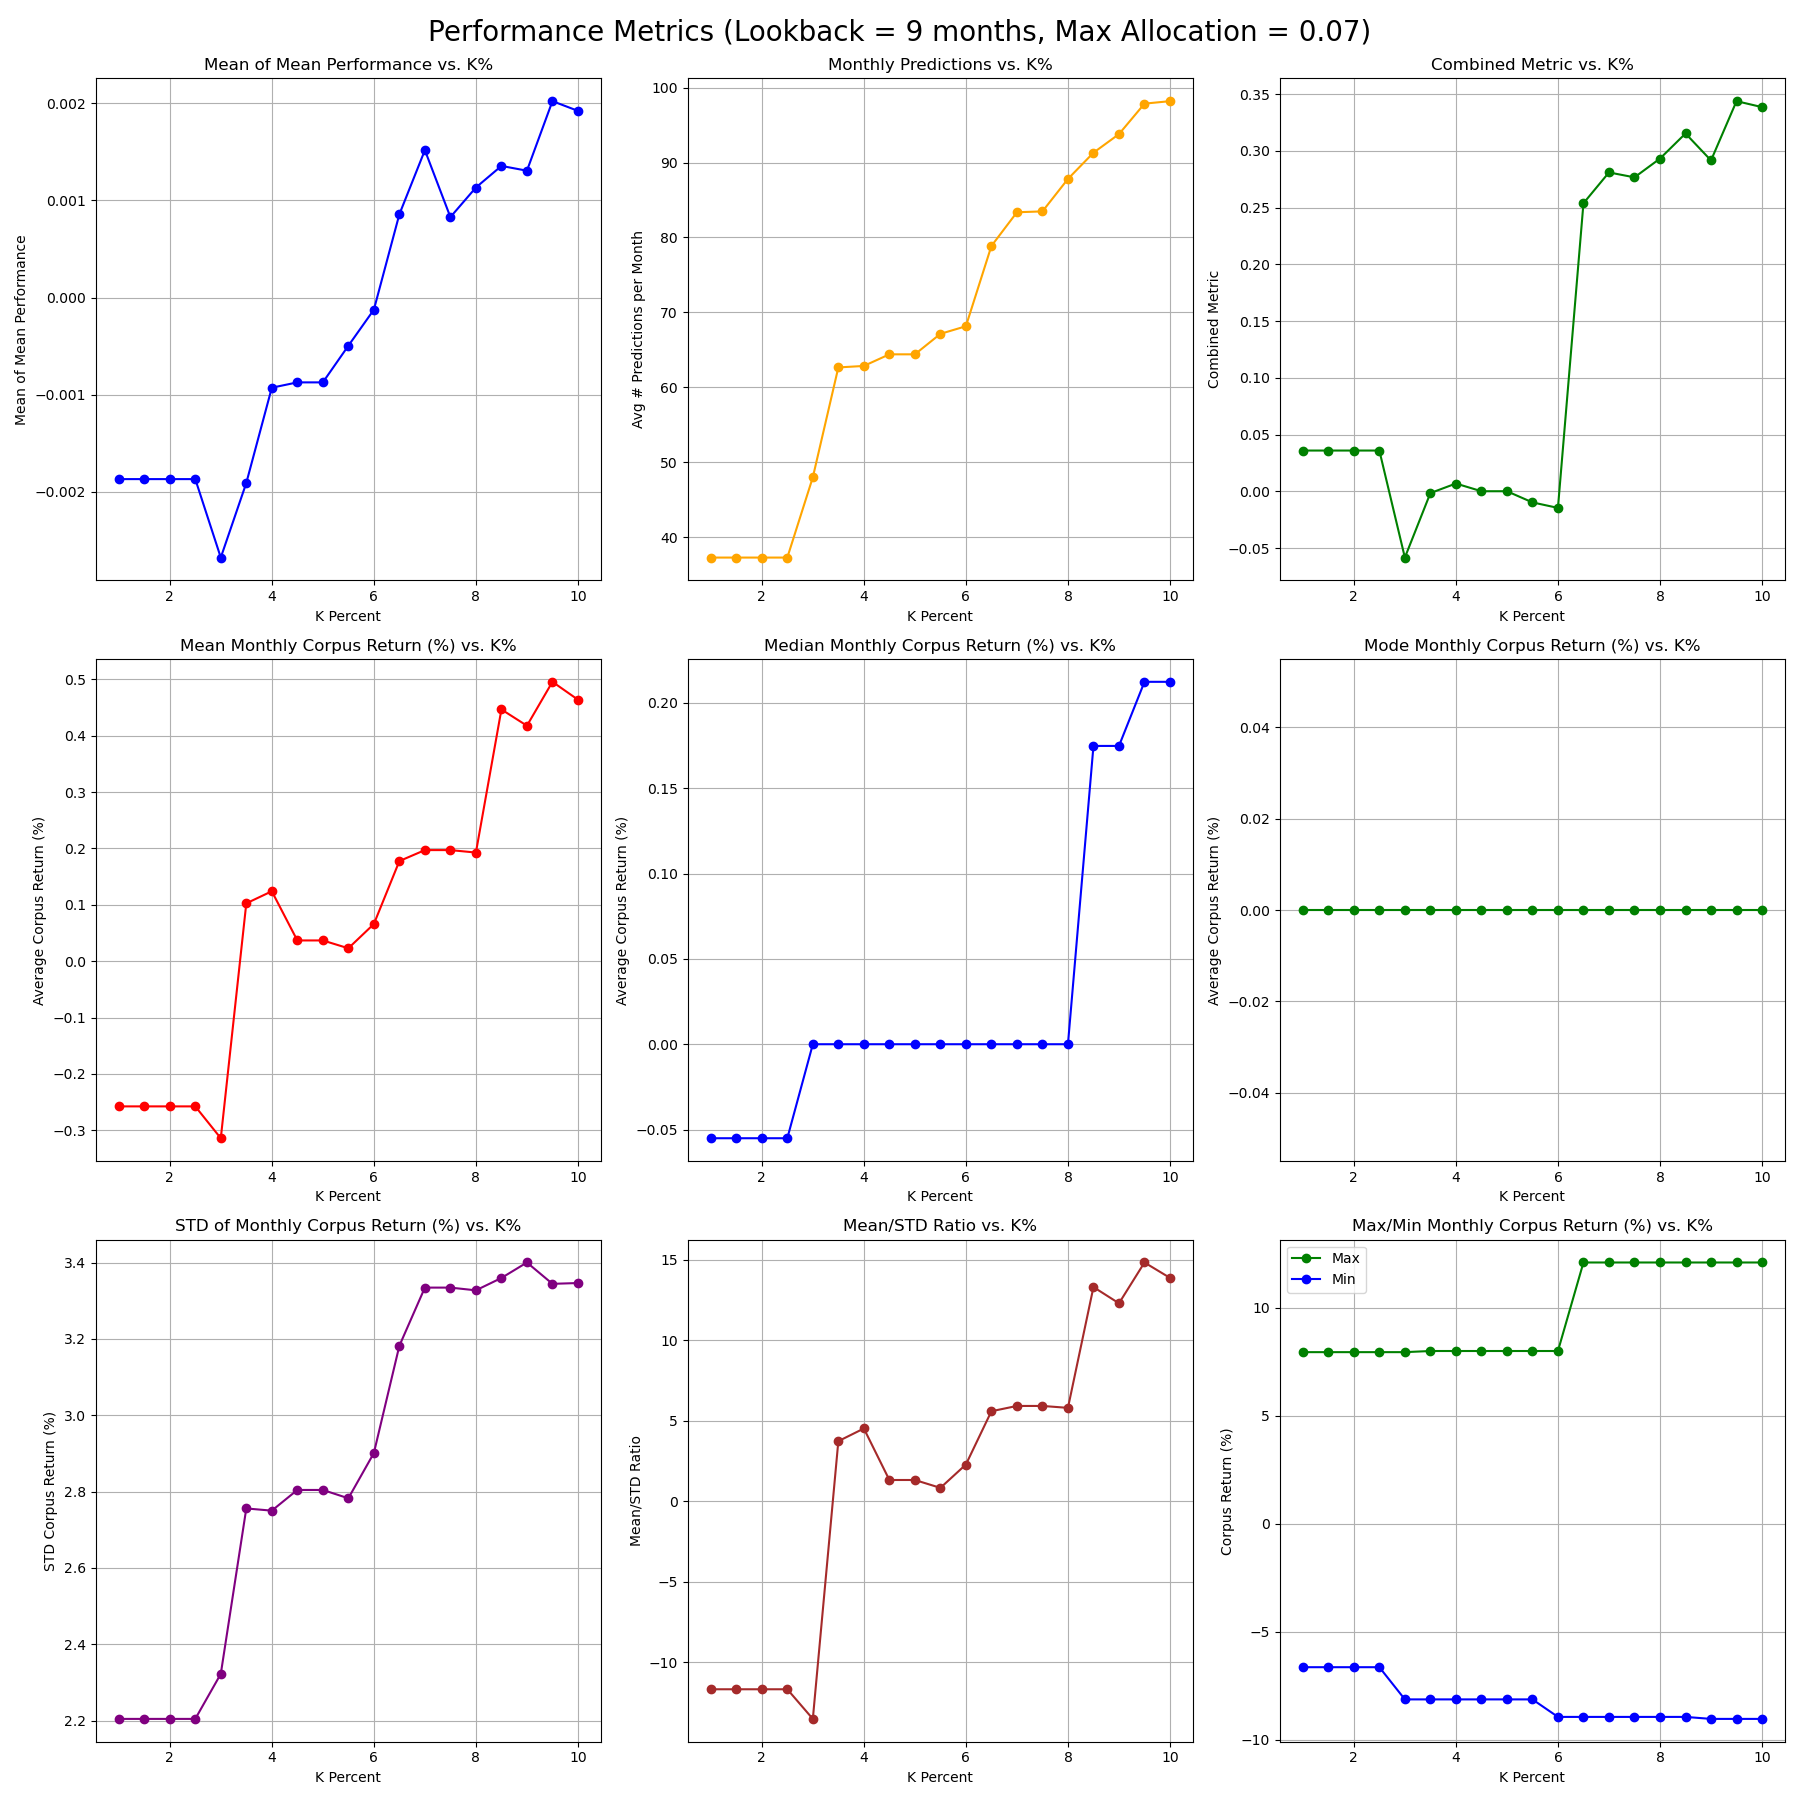 Performance Metrics (Lookback = 9 months, Max Allocation = 0.07)
Mean of Mean Performance vs. K%
Mean of Mean Performance
0.002
0.001
0.000
−0.001
−0.002
2 4 6 8 10
K Percent
Monthly Predictions vs. K%
Avg # Predictions per Month
100
90
80
70
60
50
40
2 4 6 8 10
K Percent
Combined Metric vs. K%
Combined Metric
0.35
0.30
0.25
0.20
0.15
0.10
0.05
0.00
−0.05
2 4 6 8 10
K Percent
Mean Monthly Corpus Return (%) vs. K%
Average Corpus Return (%)
0.5
0.4
0.3
0.2
0.1
0.0
−0.1
−0.2
−0.3
2 4 6 8 10
K Percent
Median Monthly Corpus Return (%) vs. K%
Average Corpus Return (%)
0.20
0.15
0.10
0.05
0.00
−0.05
2 4 6 8 10
K Percent
Mode Monthly Corpus Return (%) vs. K%
Average Corpus Return (%)
0.04
0.02
0.00
−0.02
−0.04
2 4 6 8 10
K Percent
STD of Monthly Corpus Return (%) vs. K%
STD Corpus Return (%)
3.4
3.2
3.0
2.8
2.6
2.4
2.2
2 4 6 8 10
K Percent
Mean/STD Ratio vs. K%
Mean/STD Ratio
15
10
5
0
−5
−10
2 4 6 8 10
K Percent
Max/Min Monthly Corpus Return (%) vs. K%
Max
Min
Corpus Return (%)
10
5
0
−5
−10
2 4 6 8 10
K Percent